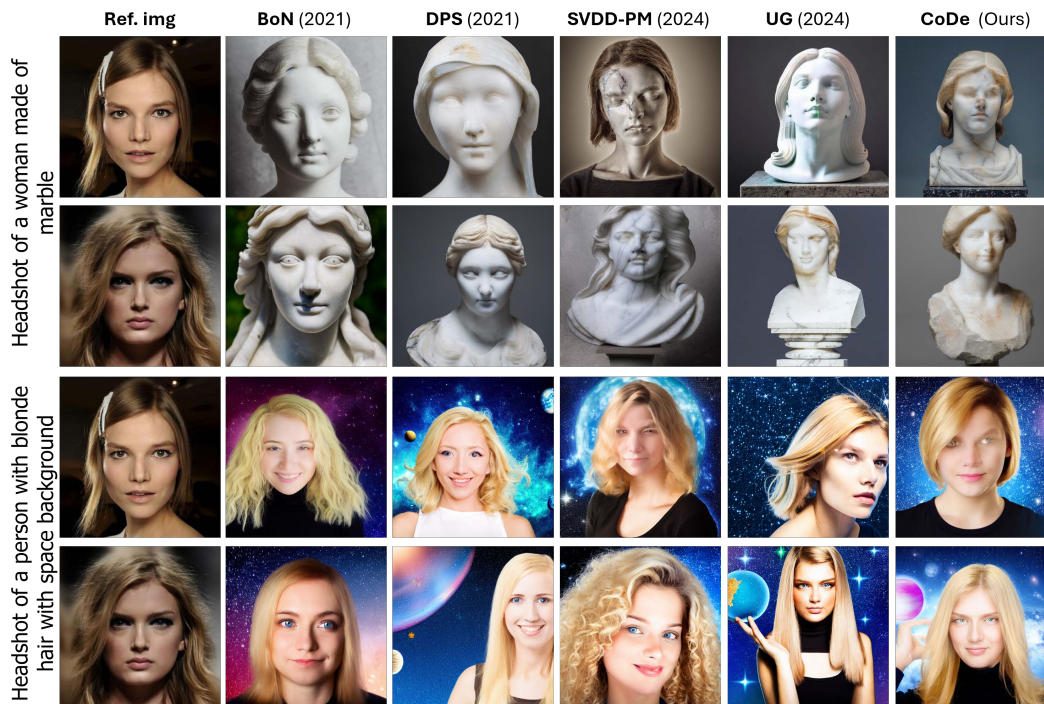 Ref. img
BoN (2021)
DPS (2021)
SVDD-PM (2024)
UG (2024)
CoDe (Ours)
Headshot of a woman made of
marble
Headshot of a person with blonde
hair with space background